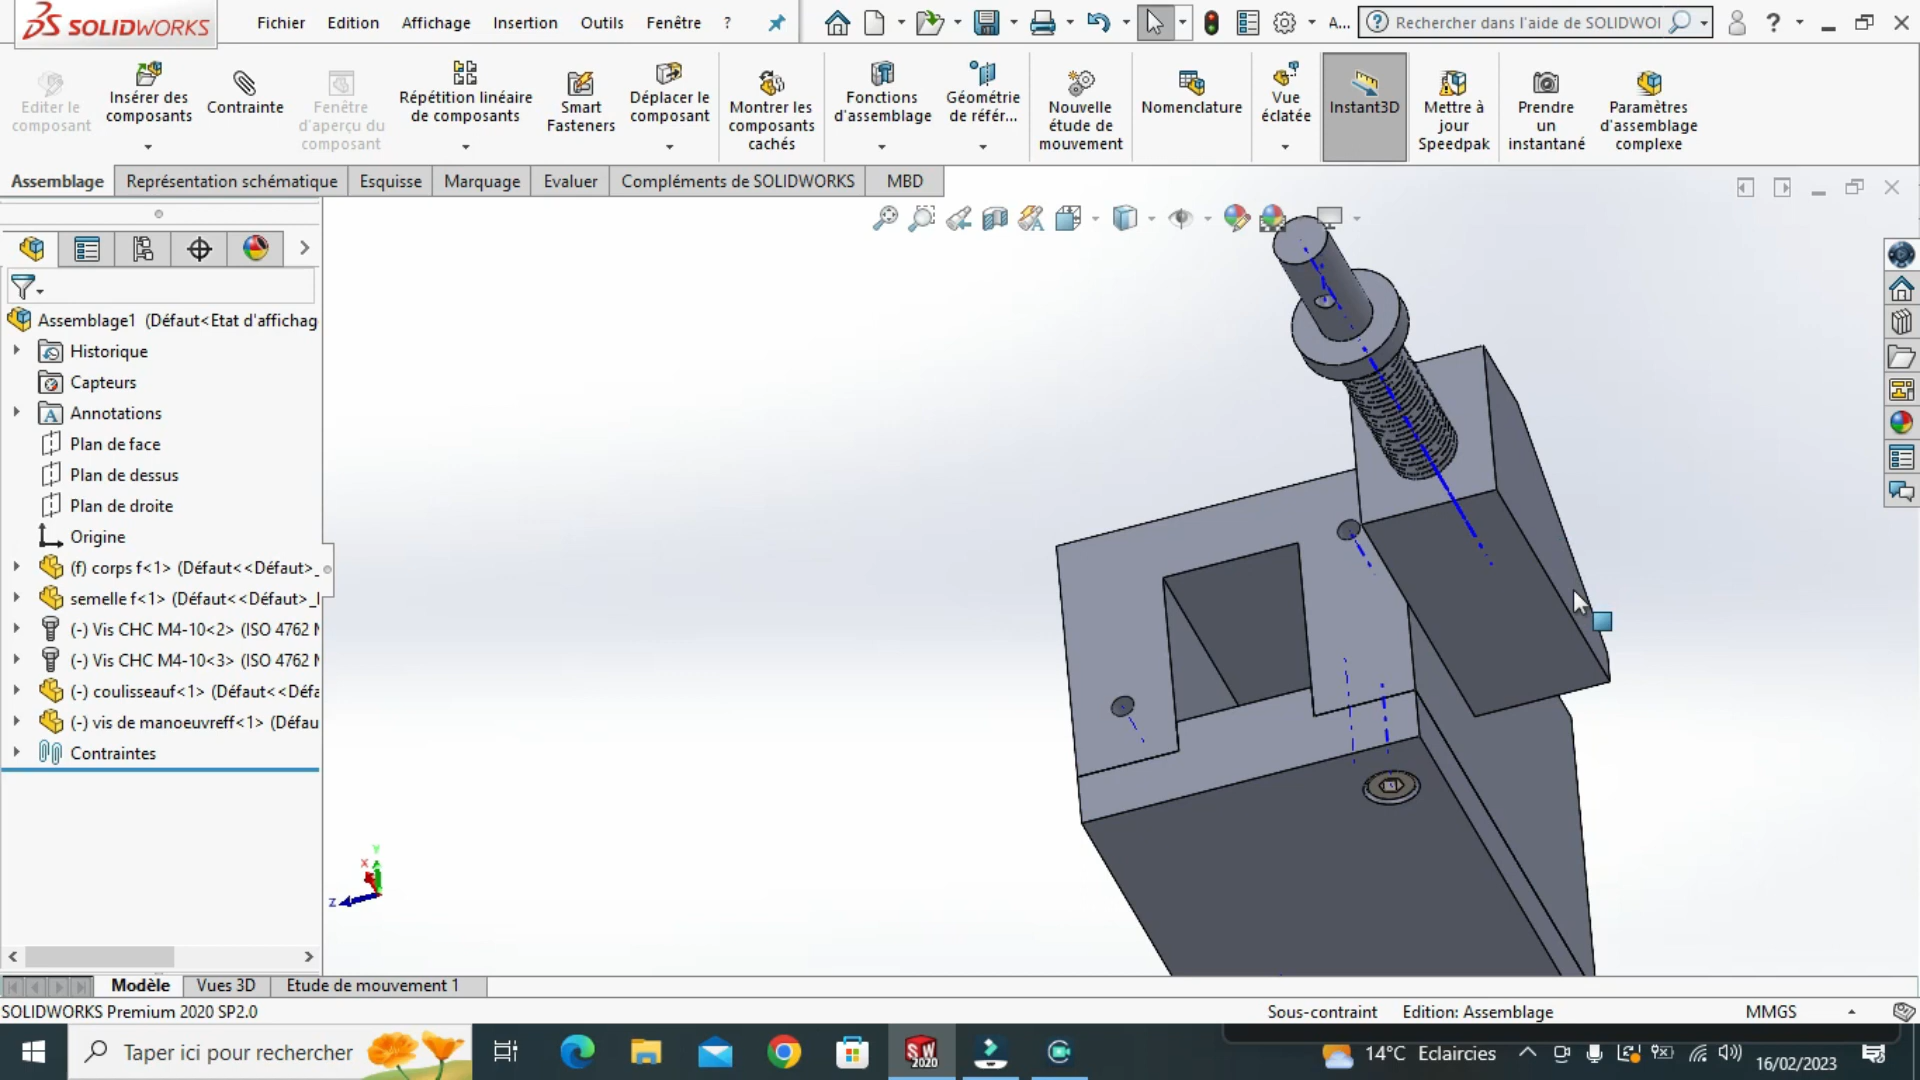 SOLIDWORKS
Fichier Edition Affichage Insertion Outils Fenêtre ?
A...
Rechercher dans l'aide de SOLIDWOI
Editer le composant
Insérer des composants
Contrainte
Fenêtre d'aperçu du composant
Répétition linéaire de composants
Smart Fasteners
Déplacer le composant
Montrer les composants cachés
Fonctions d'assemblage
Géométrie de référ...
Nouvelle étude de mouvement
Nomenclature
Vue éclatée
Instant3D
Mettre à jour Speedpak
Prendre un instantané
Paramètres d'assemblage complexe
Assemblage Représentation schématique Esquisse Marquage Evaluer Compléments de SOLIDWORKS MBD
Assemblage1 (Défaut<Etat d'affichag
Historique
Capteurs
Annotations
Plan de face
Plan de dessus
Plan de droite
Origine
(f) corps f<1> (Défaut<<Défaut>_
semelle f<1> (Défaut<<Défaut>_I
(-) Vis CHC M4-10<2> (ISO 4762 M
(-) Vis CHC M4-10<3> (ISO 4762 M
(-) coulisseauf<1> (Défaut<<Défa
(-) vis de manoeuvreff<1> (Défau
Contraintes
Y
X
Z
Modèle Vues 3D Etude de mouvement 1
SOLIDWORKS Premium 2020 SP2.0
Sous-contraint Edition: Assemblage MMGS
Taper ici pour rechercher
SW 2020
14°C Eclaircies
16/02/2023